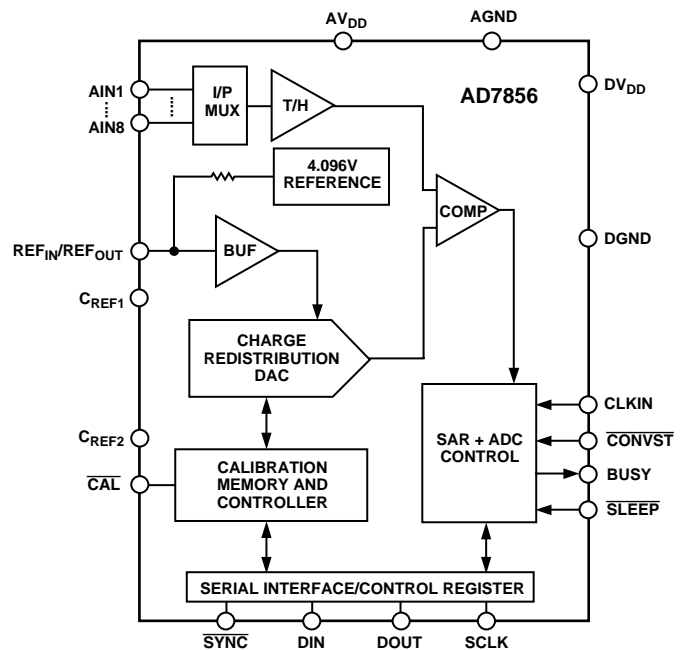 AVDD
AGND
AIN1
AIN8
I/P
MUX
T/H
AD7856
DVDD
4.096V
REFERENCE
COMP
REFIN/REFOUT
BUF
DGND
CREF1
CHARGE
REDISTRIBUTION
DAC
CREF2
CAL
CALIBRATION
MEMORY AND
CONTROLLER
SAR + ADC
CONTROL
CLKIN
CONVST
BUSY
SLEEP
SERIAL INTERFACE/CONTROL REGISTER
SYNC
DIN
DOUT
SCLK